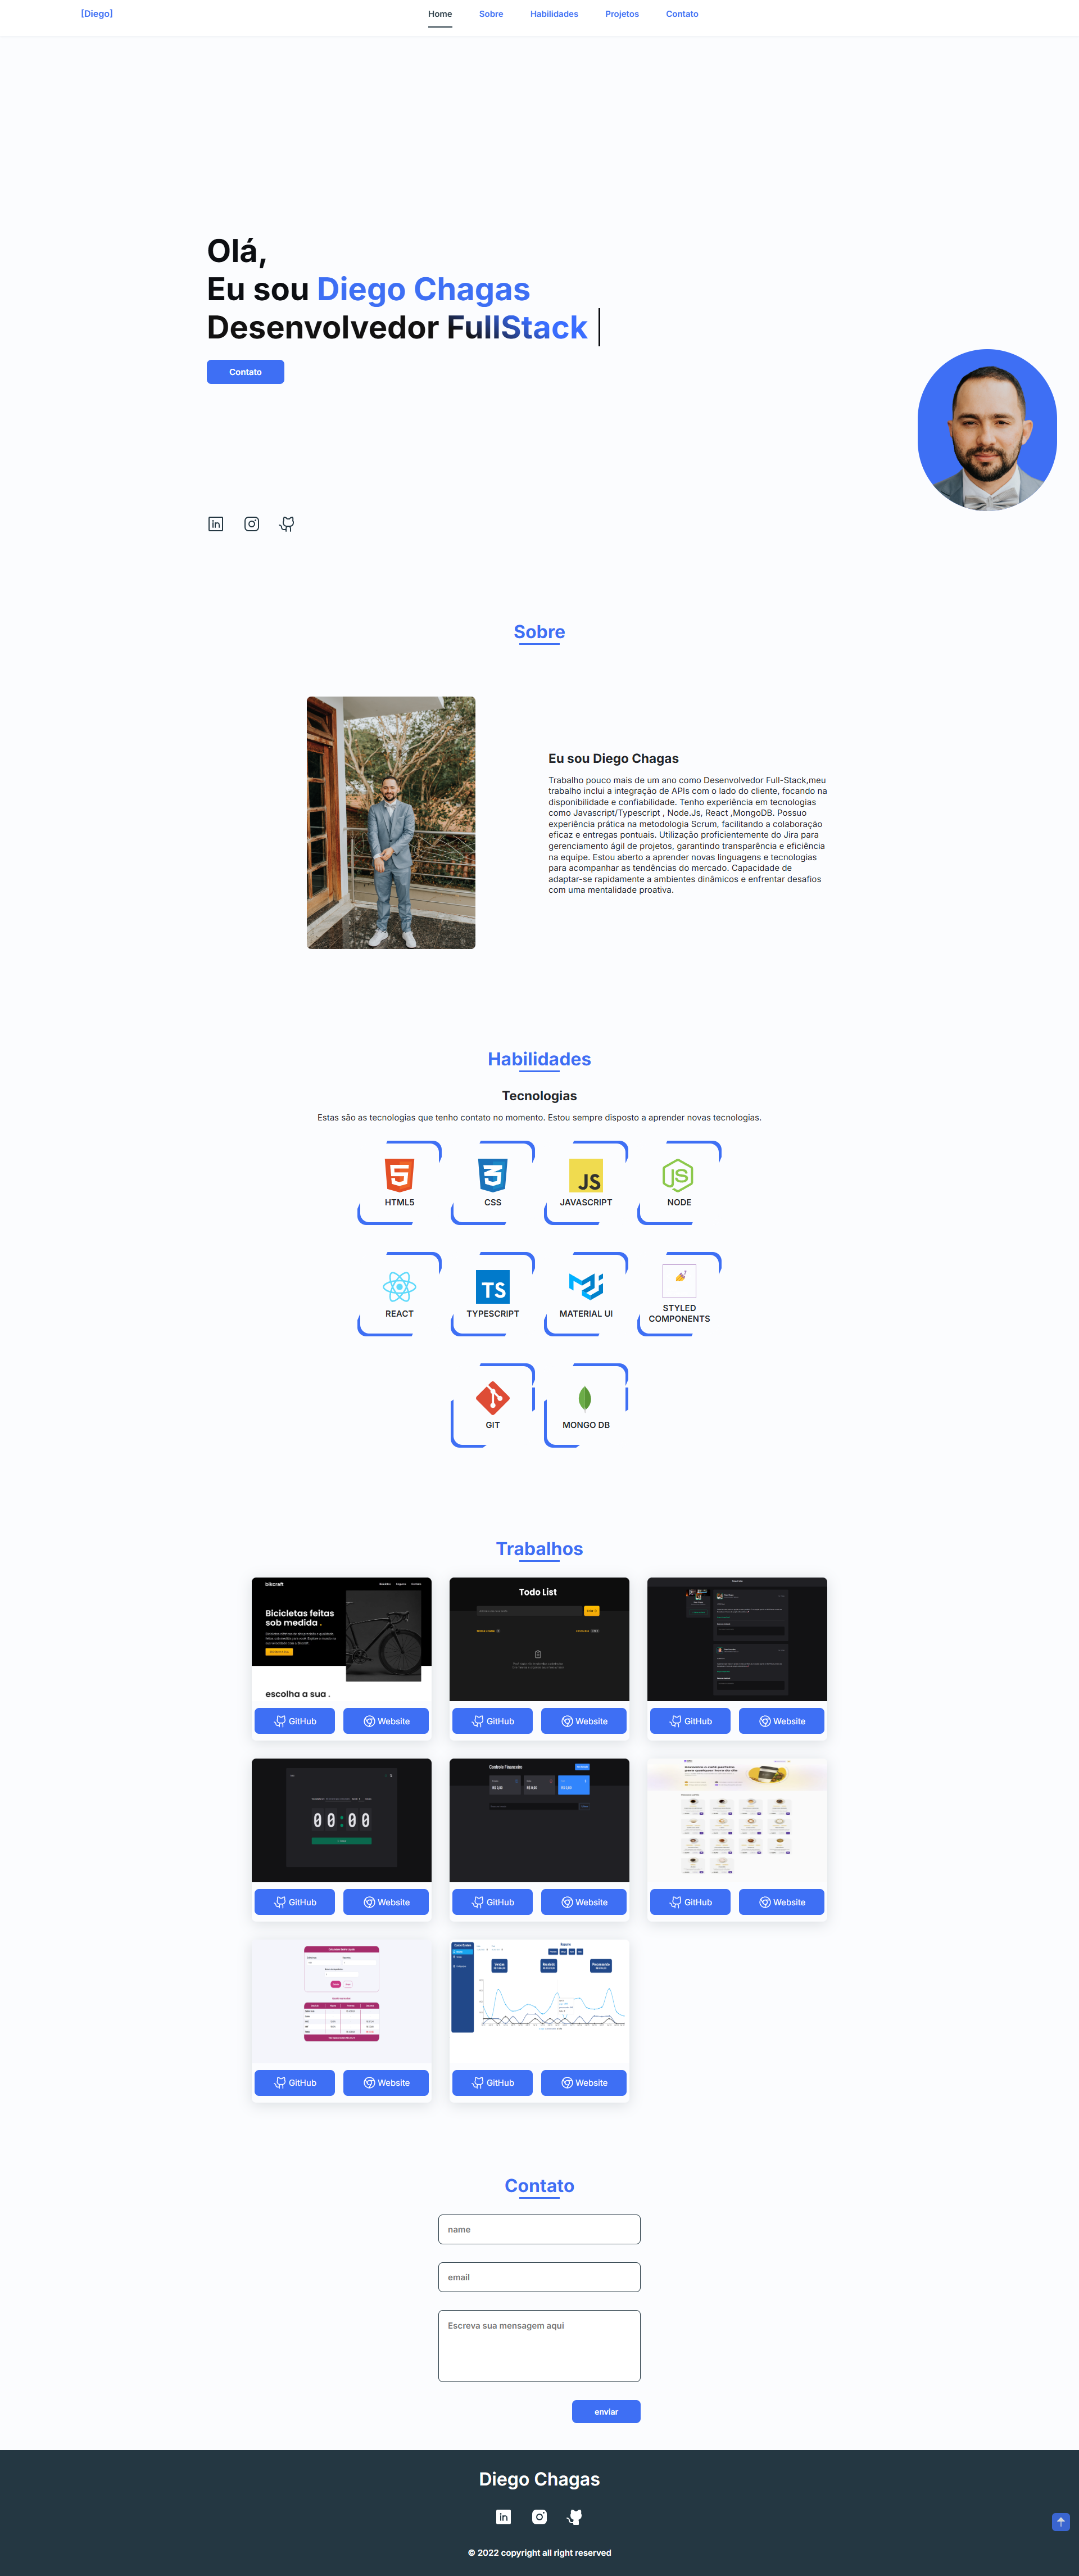 [Diego]
Home
Sobre
Habilidades
Projetos
Contato
Olá,
Eu sou Diego Chagas
Desenvolvedor FullStack
Contato
Sobre
Eu sou Diego Chagas
Trabalho pouco mais de um ano como Desenvolvedor Full-Stack,meu
trabalho inclui a integração de APIs com o lado do cliente, focando na
disponibilidade e confiabilidade. Tenho experiência em tecnologias
como Javascript/Typescript , Node.Js, React ,MongoDB. Possuo
experiência prática na metodologia Scrum, facilitando a colaboração
eficaz e entregas pontuais. Utilização proficientemente do Jira para
gerenciamento ágil de projetos, garantindo transparência e eficiência
na equipe. Estou aberto a aprender novas linguagens e tecnologias
para acompanhar as tendências do mercado. Capacidade de
adaptar-se rapidamente a ambientes dinâmicos e enfrentar desafios
com uma mentalidade proativa.
Habilidades
Tecnologias
Estas são as tecnologias que tenho contato no momento. Estou sempre disposto a aprender novas tecnologias.
HTML5
CSS
JS
JAVASCRIPT
JS
NODE
REACT
TS
TYPESCRIPT
MATERIAL UI
STYLED
COMPONENTS
GIT
MONGO DB
Trabalhos
bikcraft
Bicicletas feitas
sob medida .
escolha a sua .
GitHub
Website
Todo List
GitHub
Website
GitHub
Website
00:00
GitHub
Website
Controle Financeiro
GitHub
Website
GitHub
Website
GitHub
Website
GitHub
Website
Contato
name
email
Escreva sua mensagem aqui
enviar
Diego Chagas
© 2022 copyright all right reserved